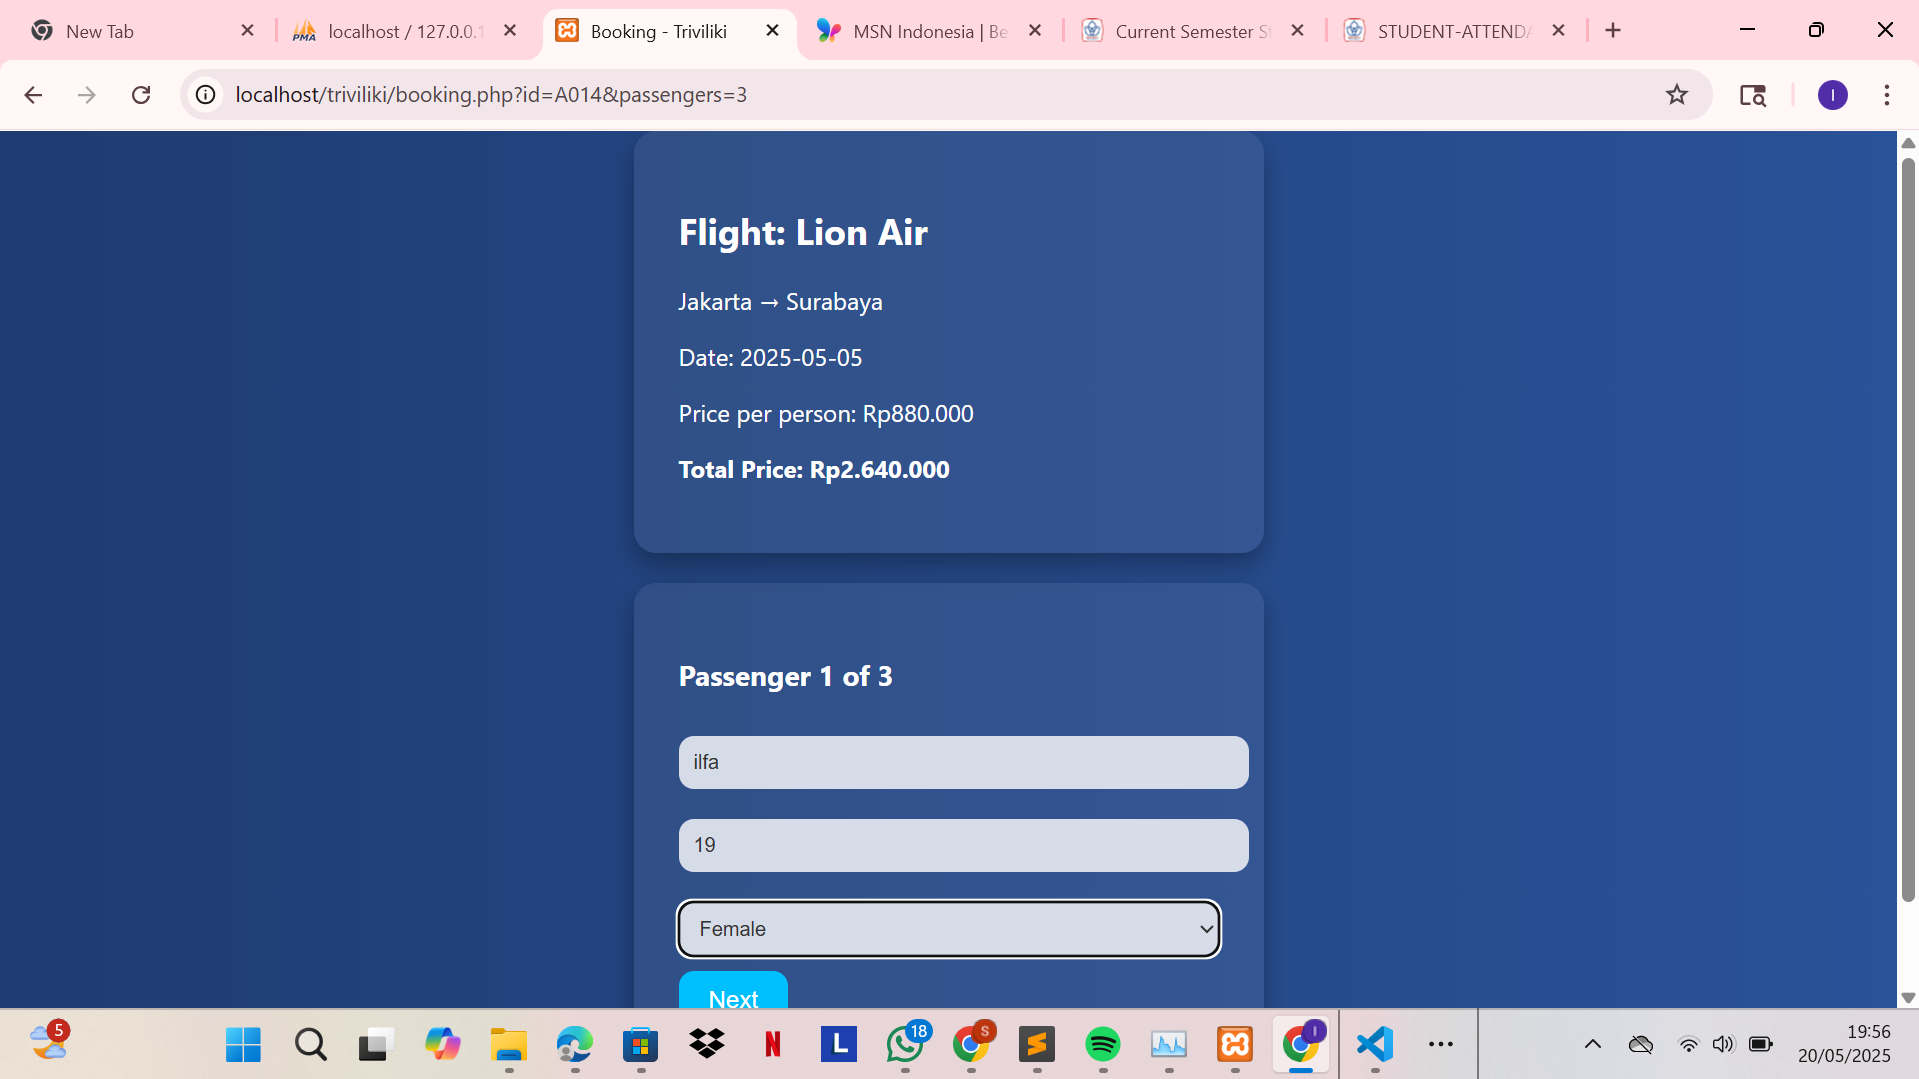 New Tab
localhost / 127.0.0.1
Booking - Triviliki
MSN Indonesia | Be
Current Semester St
STUDENT-ATTENDA
localhost/triviliki/booking.php?id=A014&passengers=3
I
Flight: Lion Air
Jakarta → Surabaya
Date: 2025-05-05
Price per person: Rp880.000
Total Price: Rp2.640.000
Passenger 1 of 3
ilfa
19
Female
Next
5
18
S
I
N
L
19:56
20/05/2025